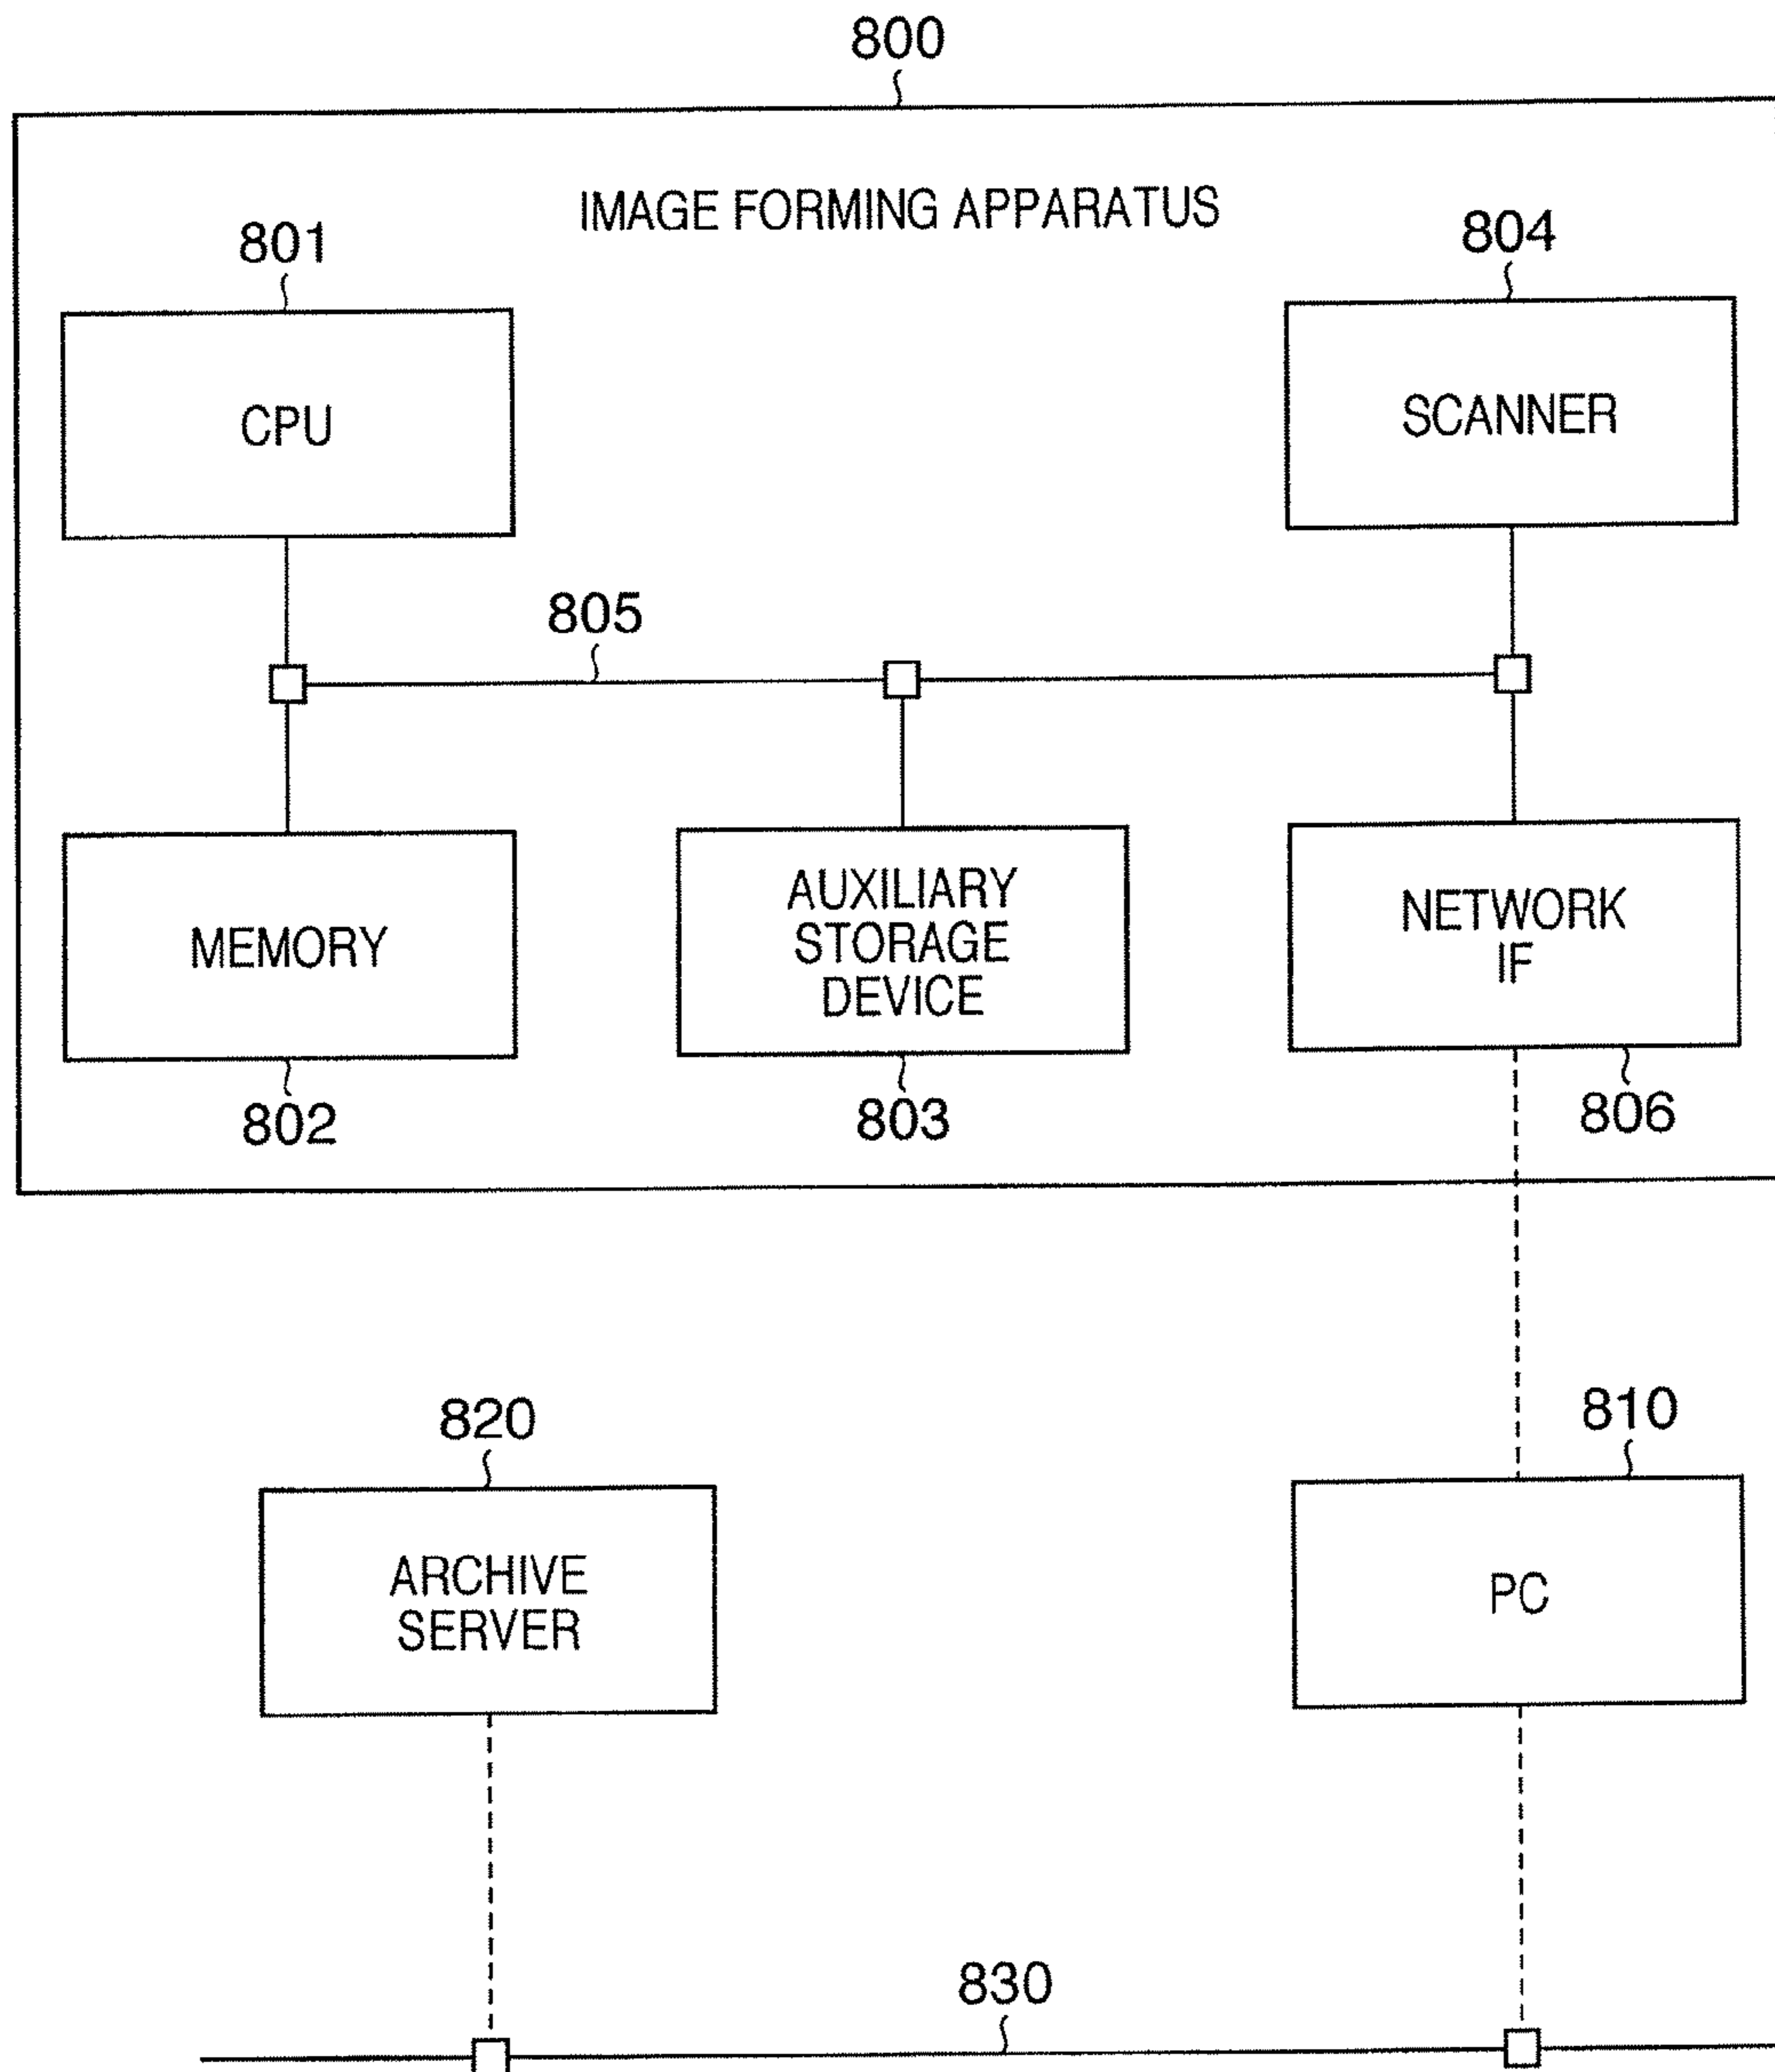 800
IMAGE FORMING APPARATUS
801
804
CPU
SCANNER
805
MEMORY
AUXILIARY
STORAGE
DEVICE
NETWORK
IF
802
803
806
820
810
ARCHIVE
SERVER
PC
830